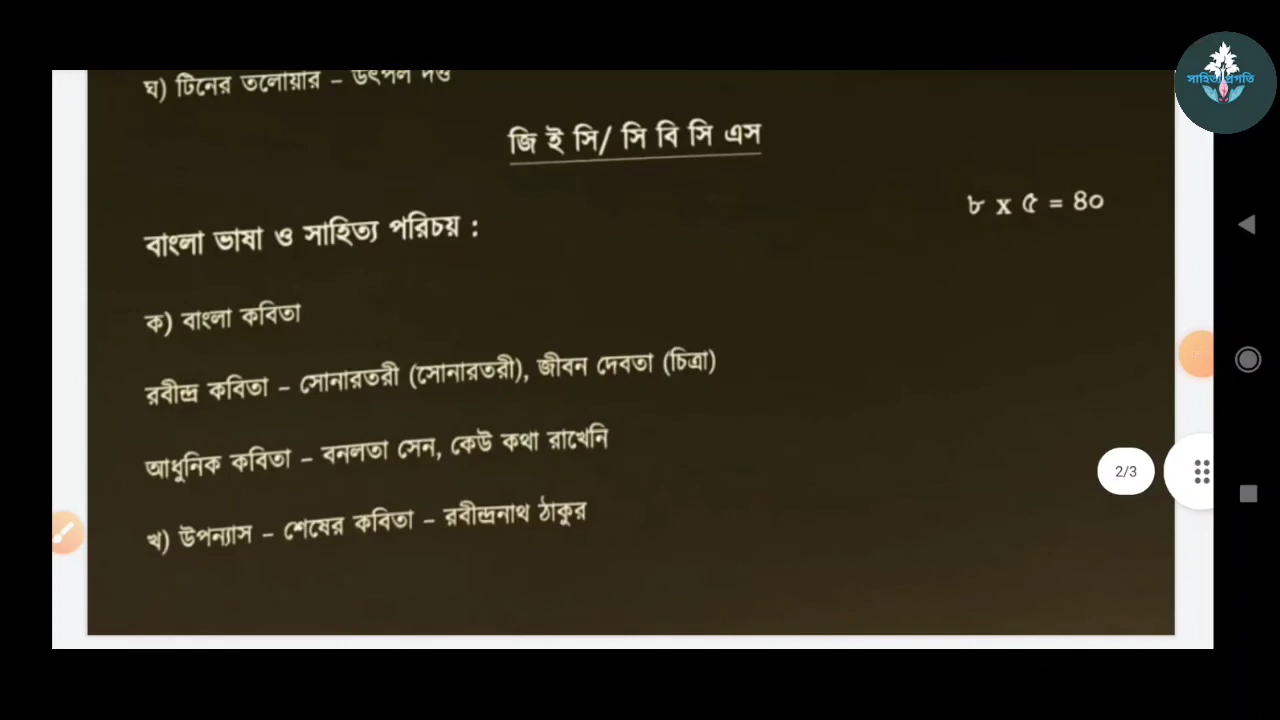 ঘ) টিনের তলোয়ার – উৎপল দত্ত
জি ই সি/ সি বি সি এস
৮ x ৫ = ৪০
বাংলা ভাষা ও সাহিত্য পরিচয় :
ক) বাংলা কবিতা
রবীন্দ্র কবিতা – সোনারতরী (সোনারতরী), জীবন দেবতা (চিত্রা)
আধুনিক কবিতা – বনলতা সেন, কেউ কথা রাখেনি
খ) উপন্যাস – শেষের কবিতা – রবীন্দ্রনাথ ঠাকুর
2/3
সাহিত্য প্রগতি